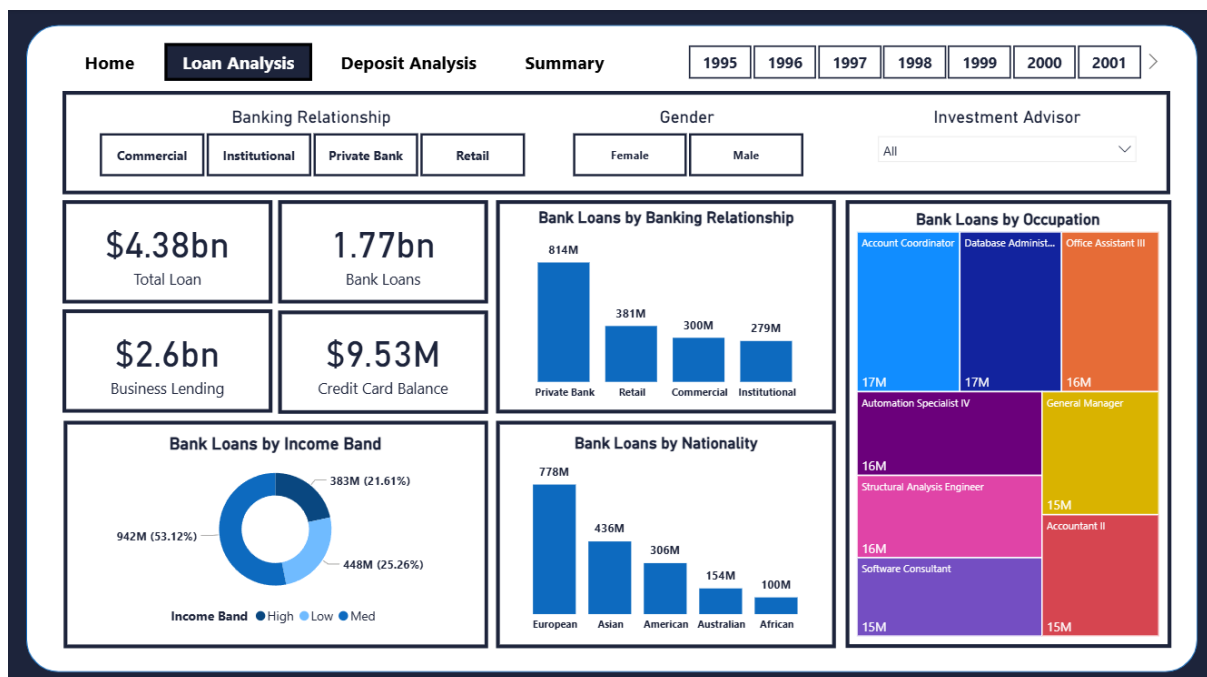 Home Loan Analysis Deposit Analysis Summary 1995 1996 1997 1998 1999 2000 2001
Banking Relationship Gender Investment Advisor
Commercial Institutional Private Bank Retail Female Male All
$4.38bn
Total Loan
1.77bn
Bank Loans
$2.6bn
Business Lending
$9.53M
Credit Card Balance
Bank Loans by Banking Relationship
814M
381M
300M
279M
Private Bank Retail Commercial Institutional
Bank Loans by Occupation
Account Coordinator Database Administ... Office Assistant III
17M 17M 16M
Automation Specialist IV General Manager
16M
Structural Analysis Engineer
15M
Accountant II
16M
Software Consultant
15M 15M
Bank Loans by Income Band
383M (21.61%)
942M (53.12%)
448M (25.26%)
Income Band High Low Med
Bank Loans by Nationality
778M
436M
306M
154M
100M
European Asian American Australian African